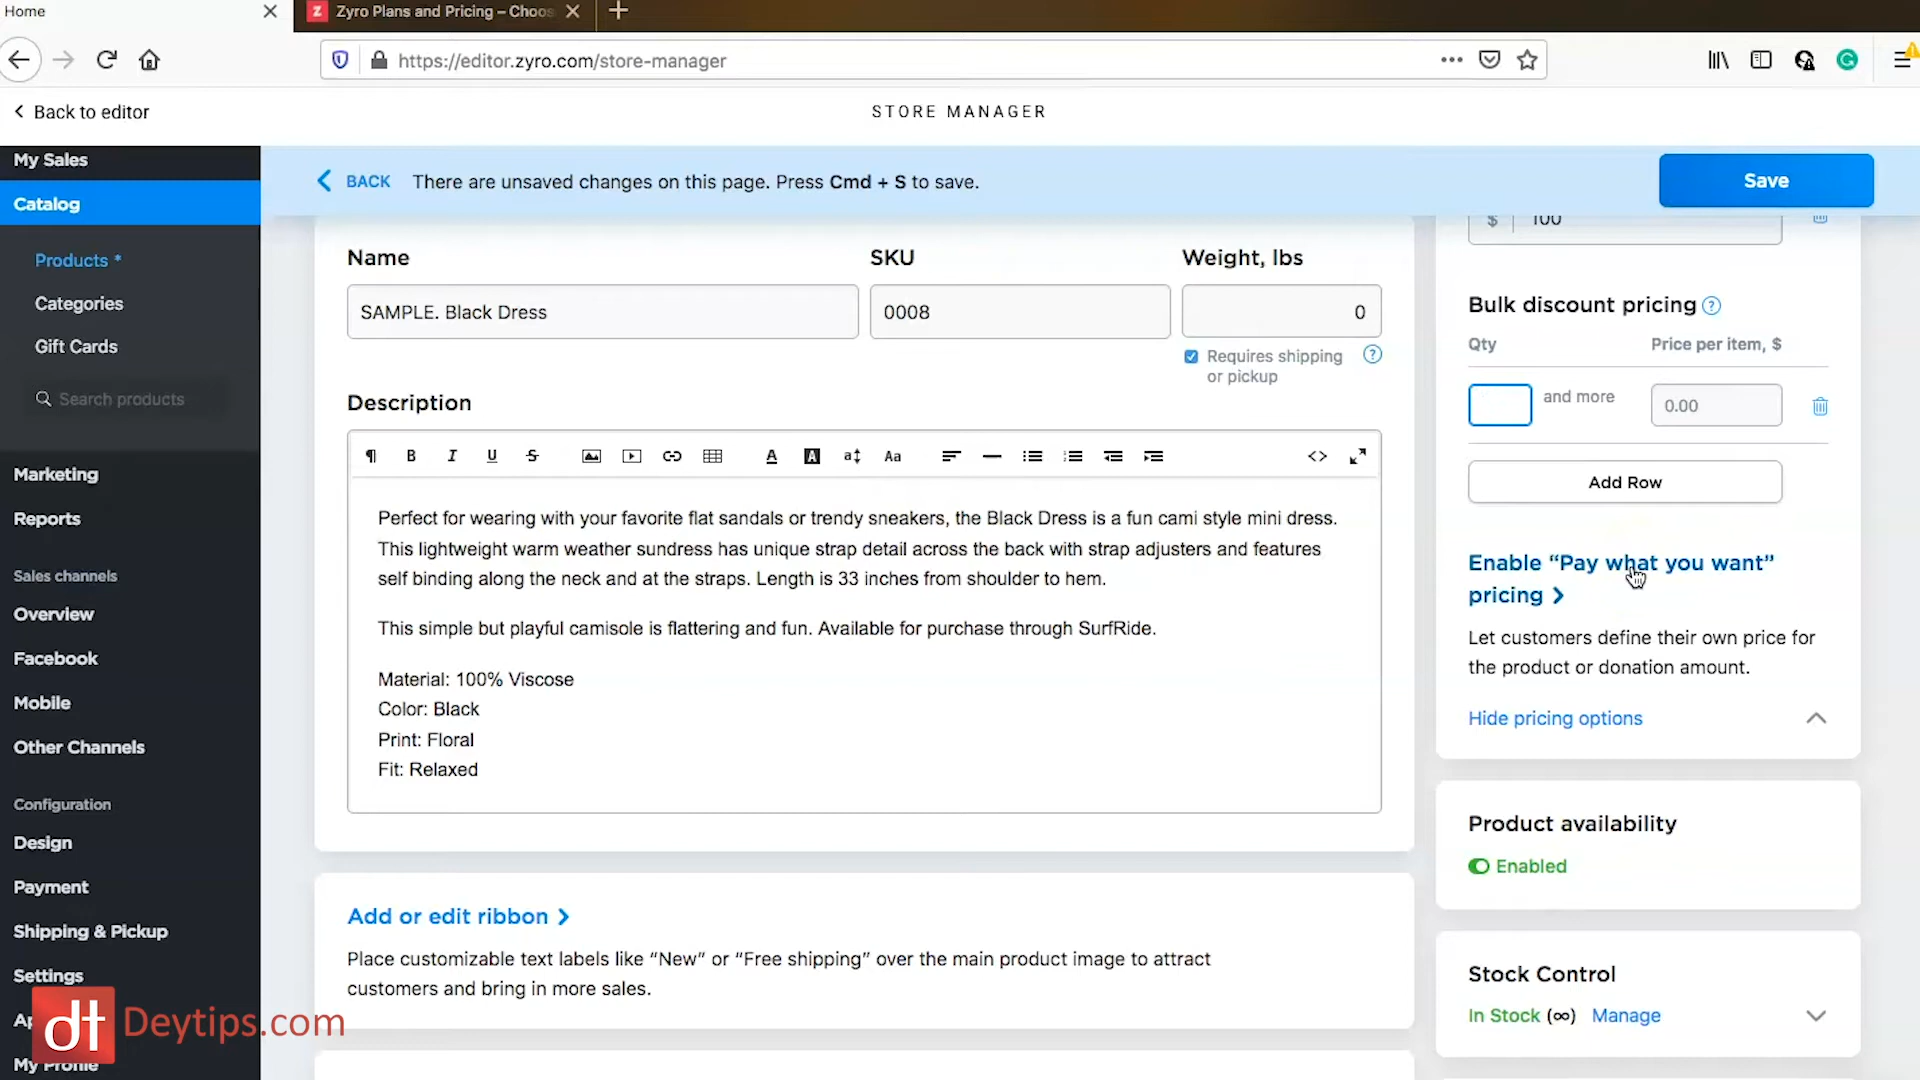 Home
Zyro Plans and Pricing – Choos
https://editor.zyro.com/store-manager
Back to editor
STORE MANAGER
My Sales
Catalog
Products *
Categories
Gift Cards
Search products
Marketing
Reports
Sales channels
Overview
Facebook
Mobile
Other Channels
Configuration
Design
Payment
Shipping & Pickup
Settings
Ap
My Profile
dt Deytips.com
BACK There are unsaved changes on this page. Press Cmd + S to save.
Save
Name
SAMPLE. Black Dress
SKU
0008
Weight, lbs
0
Requires shipping
or pickup
Description
Perfect for wearing with your favorite flat sandals or trendy sneakers, the Black Dress is a fun cami style mini dress.
This lightweight warm weather sundress has unique strap detail across the back with strap adjusters and features
self binding along the neck and at the straps. Length is 33 inches from shoulder to hem.
This simple but playful camisole is flattering and fun. Available for purchase through SurfRide.
Material: 100% Viscose
Color: Black
Print: Floral
Fit: Relaxed
Add or edit ribbon
Place customizable text labels like “New” or “Free shipping” over the main product image to attract
customers and bring in more sales.
$ 100
Bulk discount pricing
Qty Price per item, $
and more 0.00
Add Row
Enable “Pay what you want”
pricing
Let customers define their own price for
the product or donation amount.
Hide pricing options
Product availability
Enabled
Stock Control
In Stock (∞) Manage